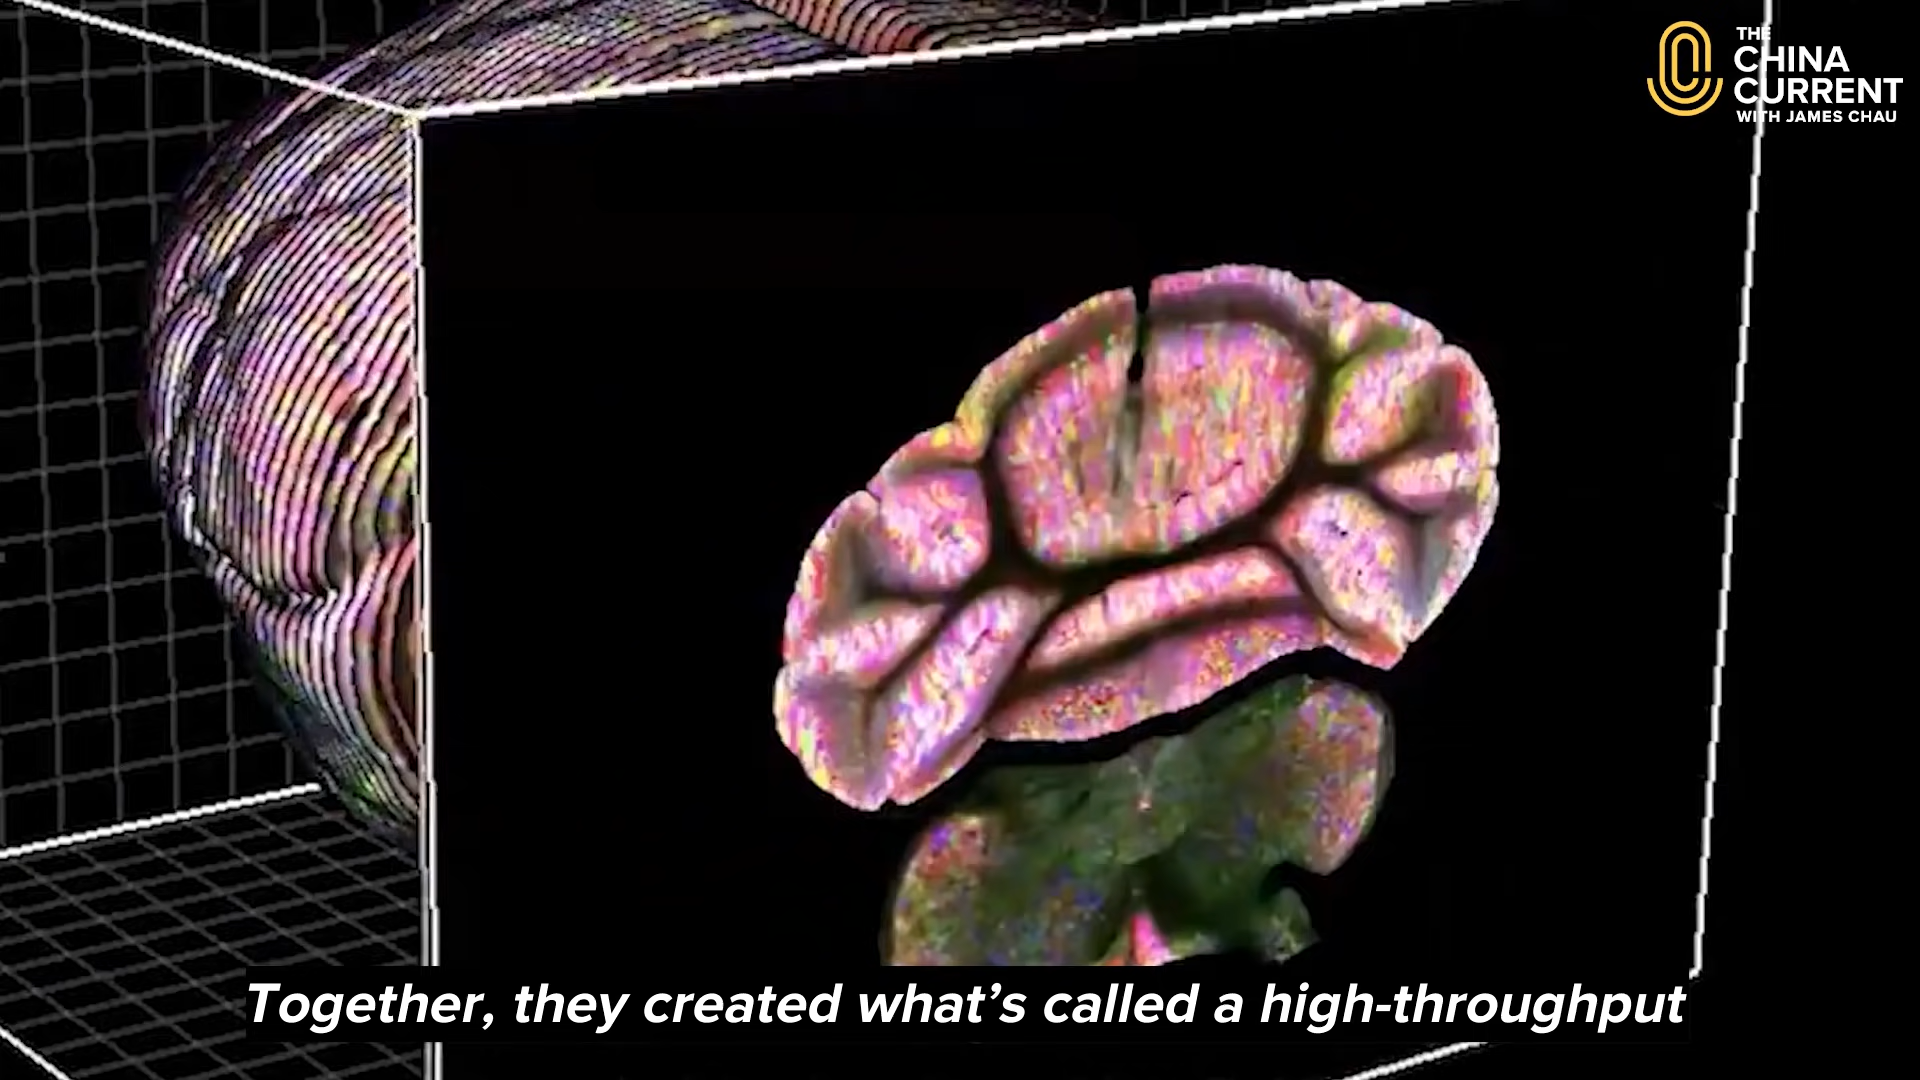 THE
CHINA
CURRENT
WITH JAMES CHAU
Together, they created what's called a high-throughput